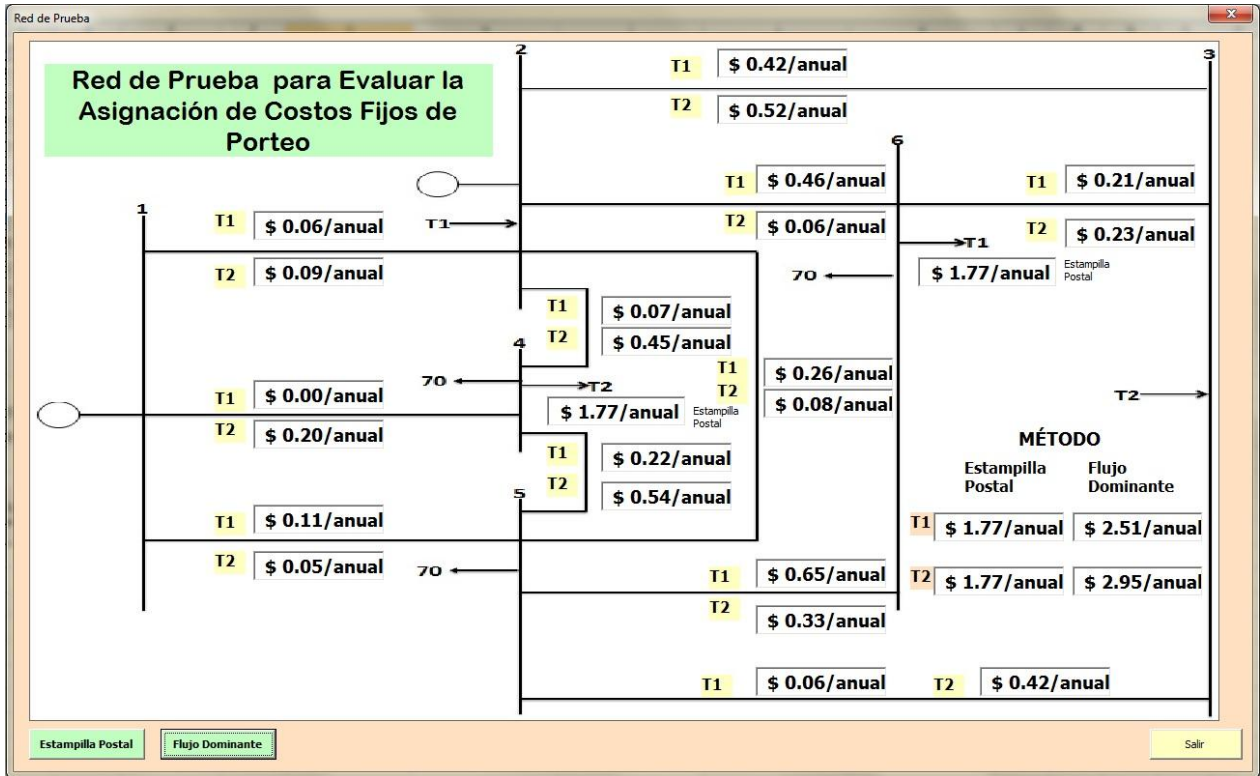 Red de Prueba
Red de Prueba para Evaluar la
Asignación de Costos Fijos de
Porteo
2
3
T1 $ 0.42/anual
T2 $ 0.52/anual
6
T1 $ 0.46/anual
T1 $ 0.21/anual
1
T1 $ 0.06/anual
T1
T2 $ 0.06/anual
T2 $ 0.23/anual
T1
T2 $ 0.09/anual
70
$ 1.77/anual Estampilla
Postal
T1 $ 0.07/anual
T2 $ 0.45/anual
4
T1 $ 0.26/anual
T2 $ 0.08/anual
70
T2
T1 $ 0.00/anual
$ 1.77/anual Estampilla
Postal
T2
T2 $ 0.20/anual
T1 $ 0.22/anual
T2 $ 0.54/anual
5
MÉTODO
Estampilla Flujo
Postal Dominante
T1 $ 1.77/anual $ 2.51/anual
T2 $ 1.77/anual $ 2.95/anual
T1 $ 0.11/anual
T2 $ 0.05/anual
70
T1 $ 0.65/anual
T2 $ 0.33/anual
T1 $ 0.06/anual T2 $ 0.42/anual
Estampilla Postal Flujo Dominante Salir